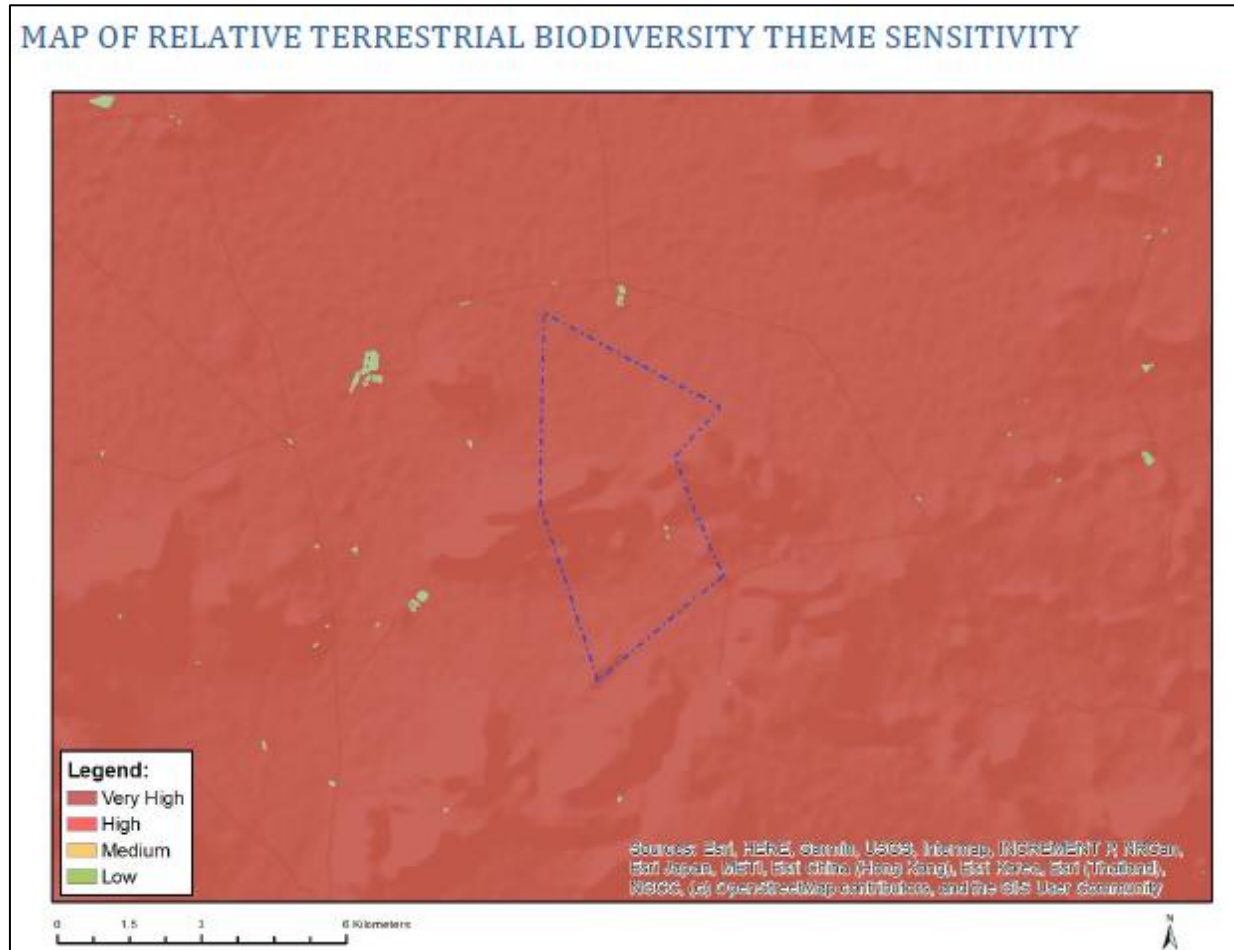 MAP OF RELATIVE TERRESTRIAL BIODIVERSITY THEME SENSITIVITY
Legend:
Very High
High
Medium
Low
Sources: Esri, HERE, Garmin, USGS, Intermap, INCREMENT P, NRCan,
Esri Japan, METI, Esri China (Hong Kong), Esri Korea, Esri (Thailand),
NGCC, (c) OpenStreetMap contributors, and the GIS User Community
0 1.5 3 6 Kilometers
N